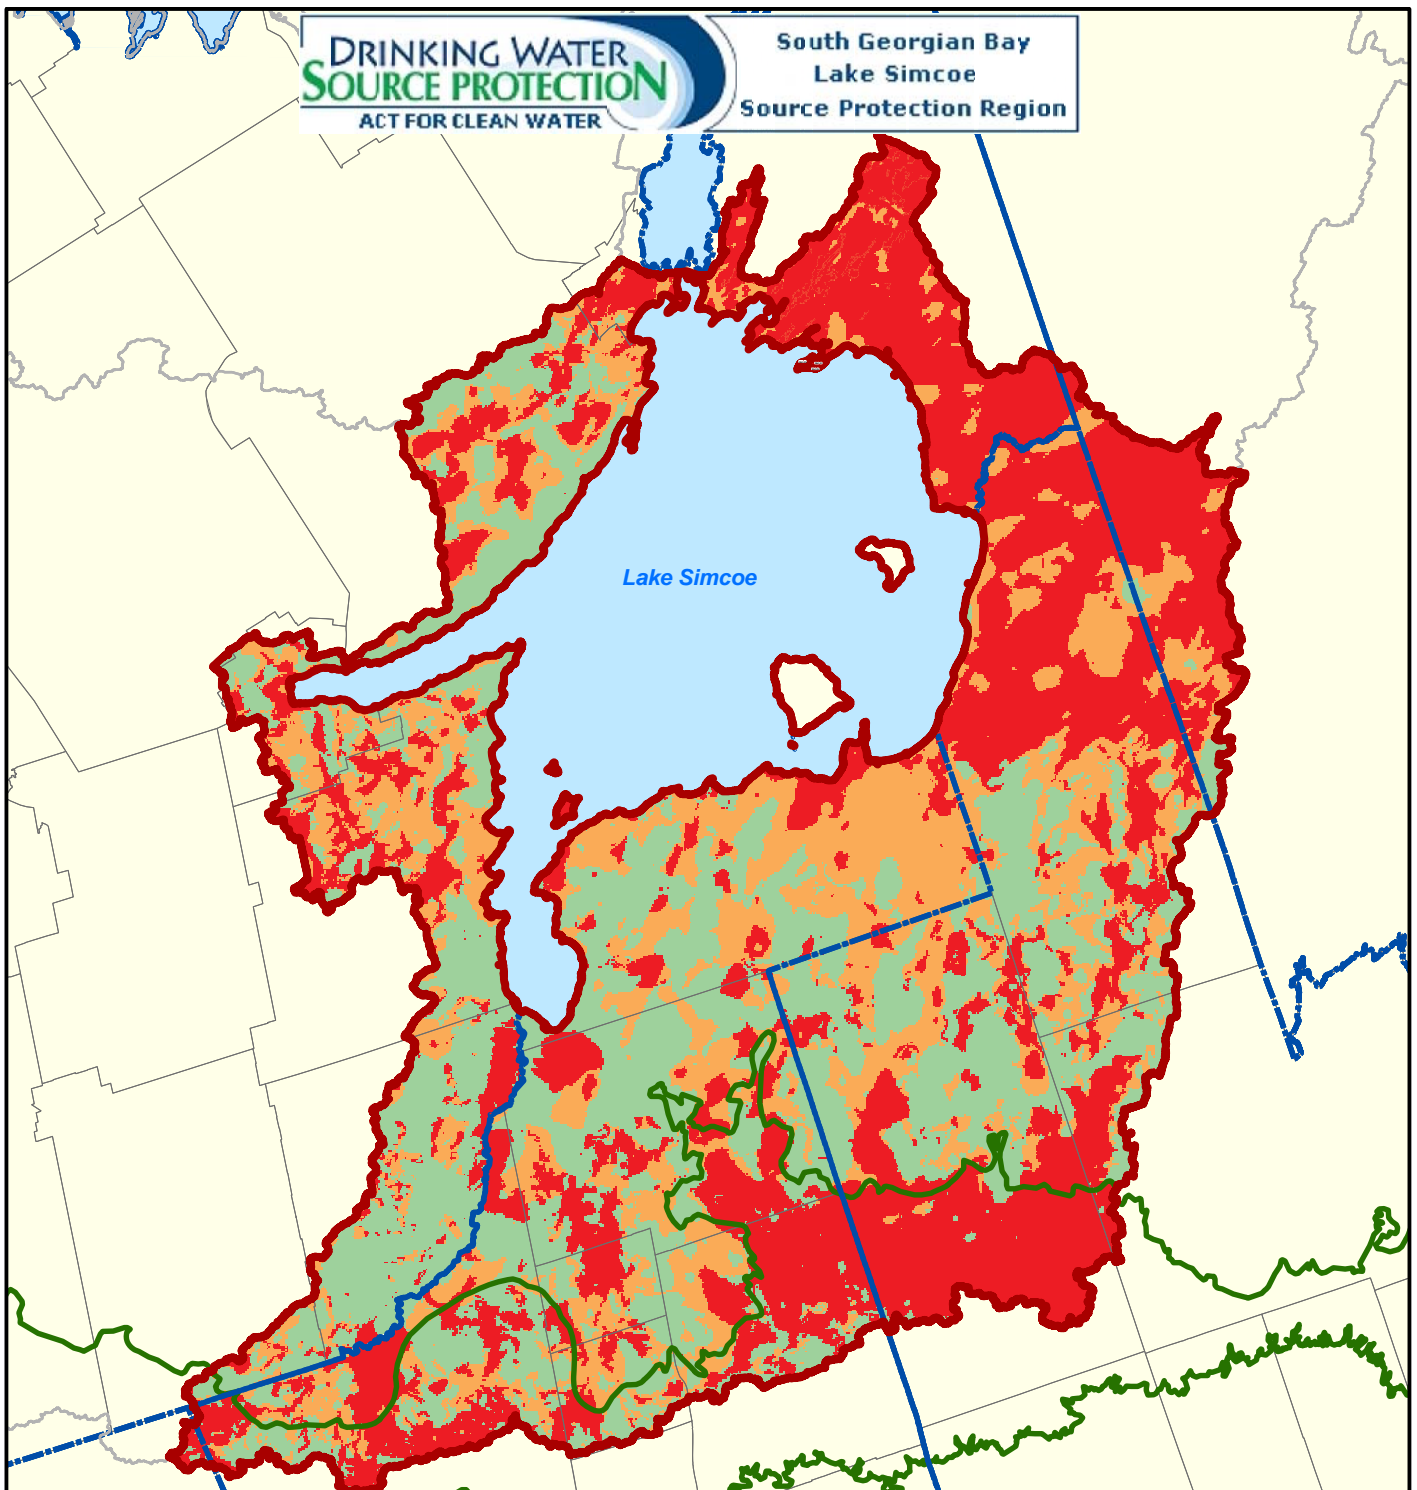 DRINKING WATER
SOURCE PROTECTION
ACT FOR CLEAN WATER
South Georgian Bay
Lake Simcoe
Source Protection Region
Lake Simcoe